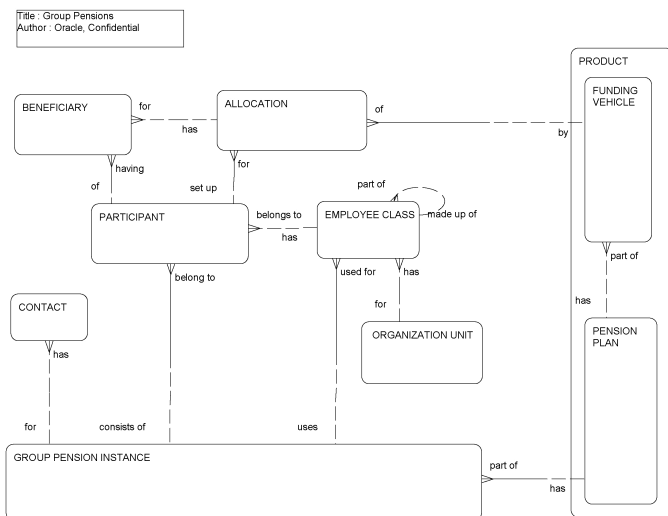 Title : Group Pensions
Author : Oracle, Confidential
PRODUCT
FUNDING
VEHICLE
BENEFICIARY
for
has
ALLOCATION
of
by
having
of
for
set up
part of
made up of
PARTICIPANT
belongs to
has
EMPLOYEE CLASS
part of
belong to
used for
has
has
CONTACT
for
ORGANIZATION UNIT
PENSION
PLAN
has
for
consists of
uses
GROUP PENSION INSTANCE
part of
has